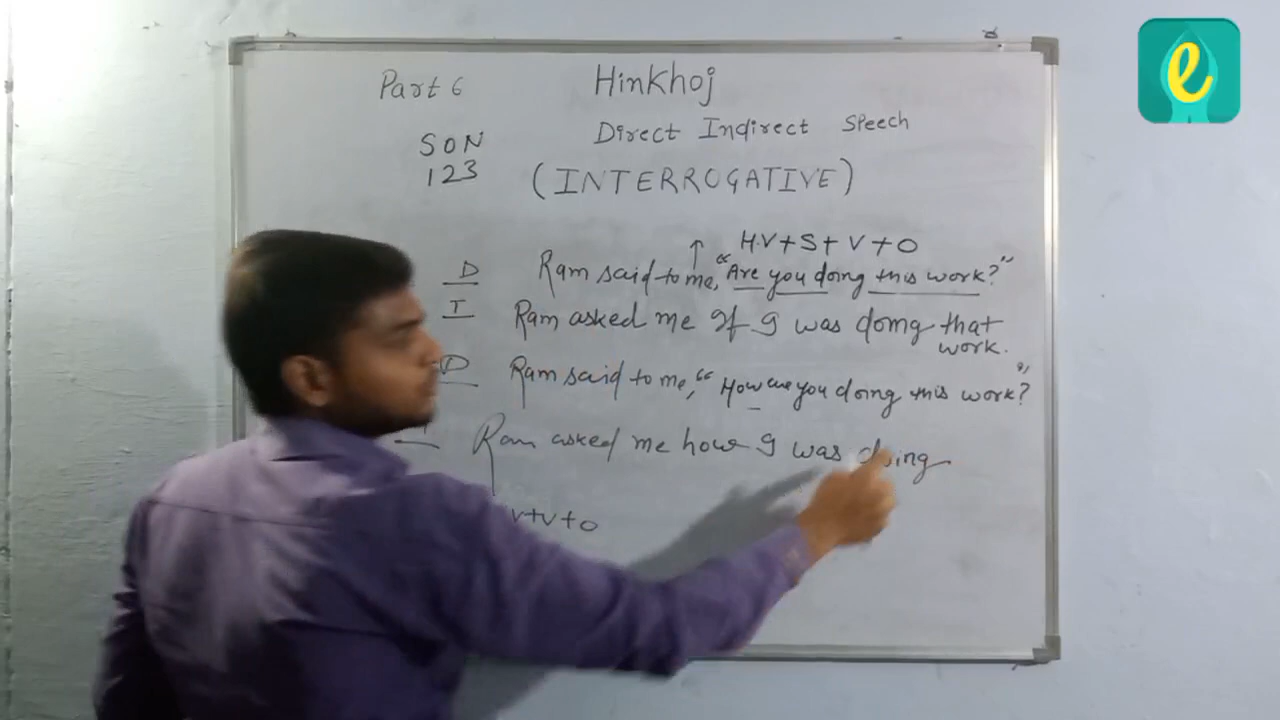 e
Part 6
Hinkhoj
SON
Direct Indirect Speech
123
(INTERROGATIVE)
H.V+S+V+O
D Ram said to me, "Are you doing this work?"
I Ram asked me If I was doing that
work.
D Ram said to me, "How are you doing this work?"
I Ram asked me how I was doing
V+V+O